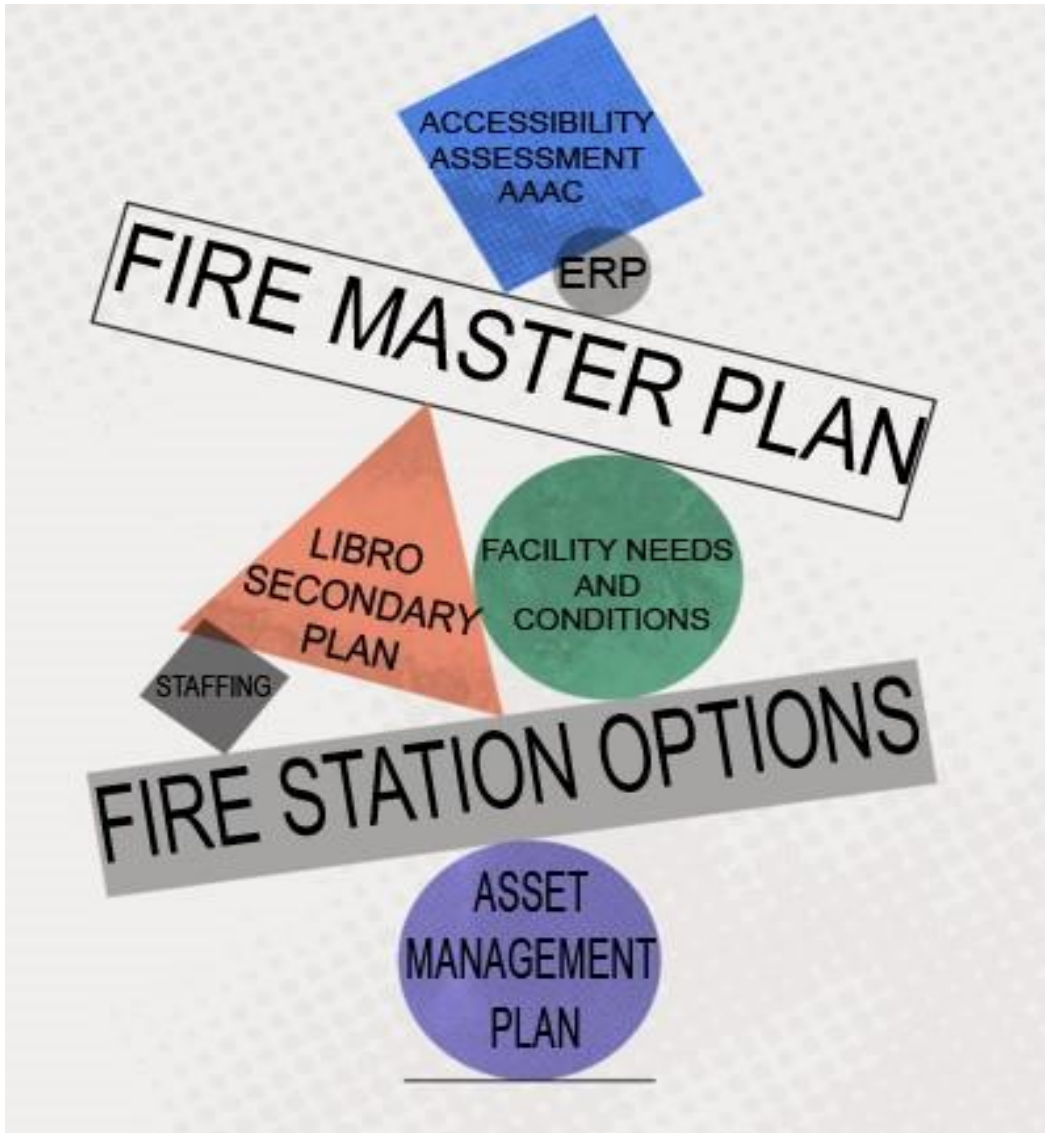 ACCESSIBILITY
ASSESSMENT
AAAC
ERP
FIRE MASTER PLAN
LIBRO
SECONDARY
PLAN
FACILITY NEEDS
AND
CONDITIONS
STAFFING
FIRE STATION OPTIONS
ASSET
MANAGEMENT
PLAN